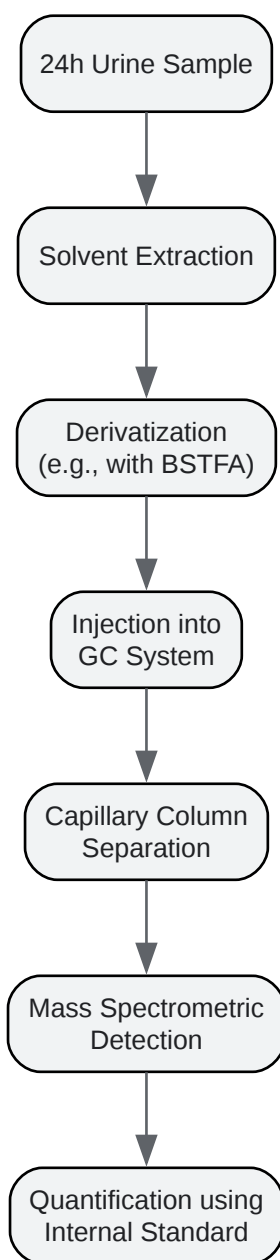 24h Urine Sample
Solvent Extraction
Derivatization
(e.g., with BSTFA)
Injection into
GC System
Capillary Column
Separation
Mass Spectrometric
Detection
Quantification using
Internal Standard